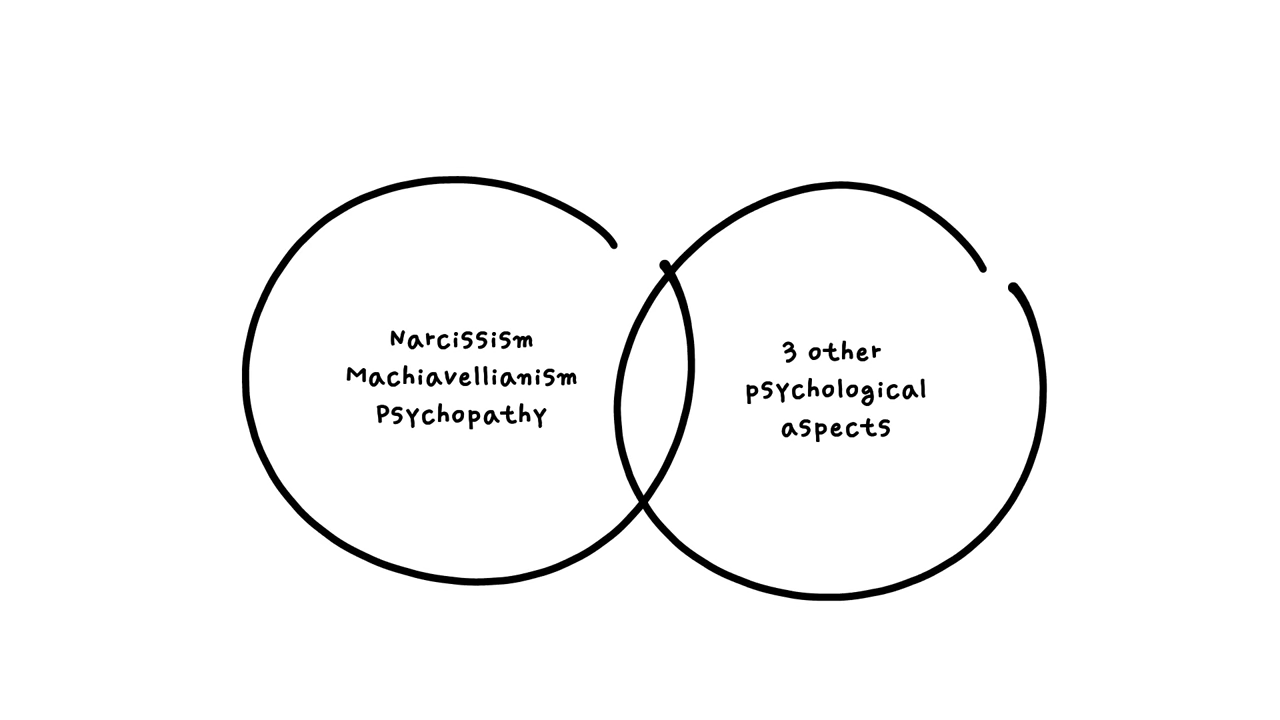 Narcissism
Machiavellianism
Psychopathy
3 other
psychological
aspects